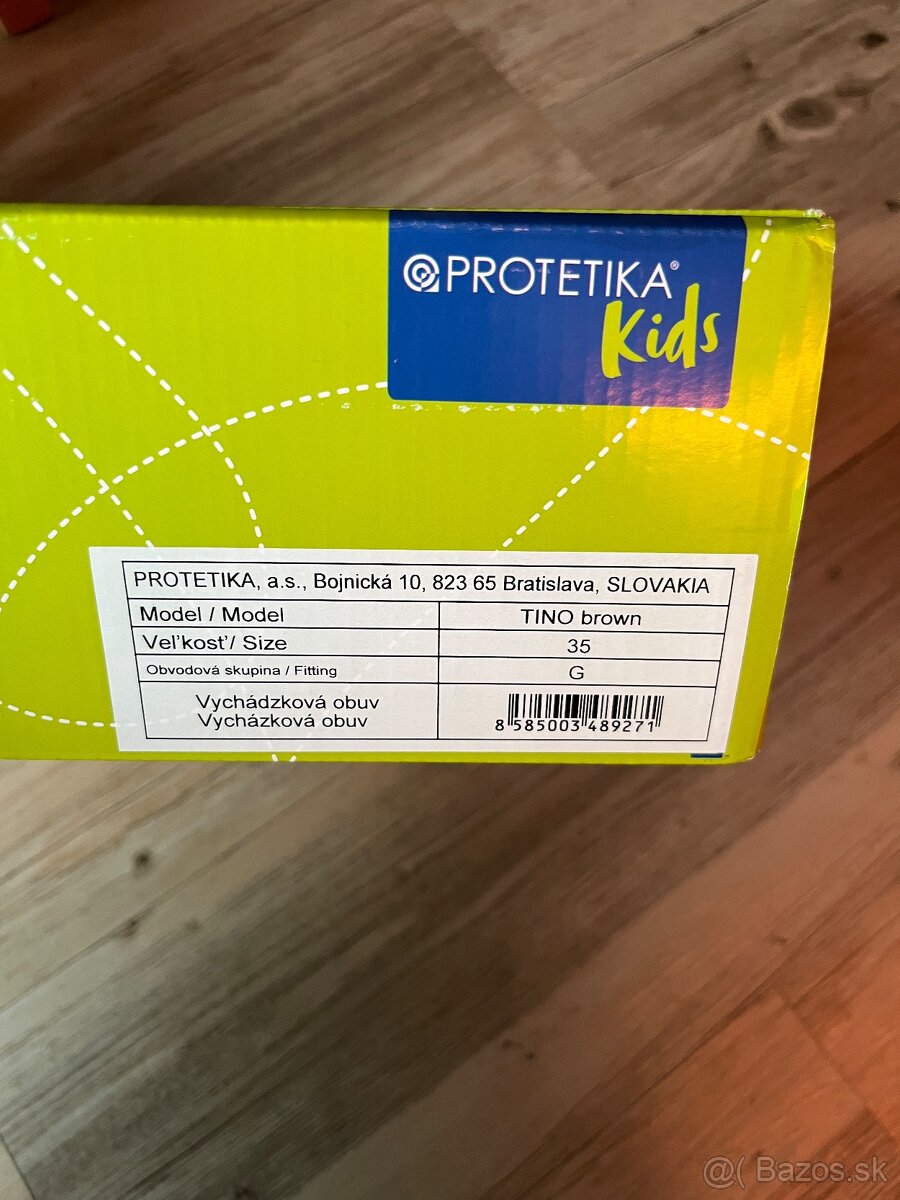 PROTETIKA®
Kids
PROTETIKA, a.s., Bojnická 10, 823 65 Bratislava, SLOVAKIA
Model / Model TINO brown
Veľkosť/ Size 35
Obvodová skupina / Fitting G
Vychádzková obuv
Vycházková obuv
8 585003 489271
@( Bazos.sk